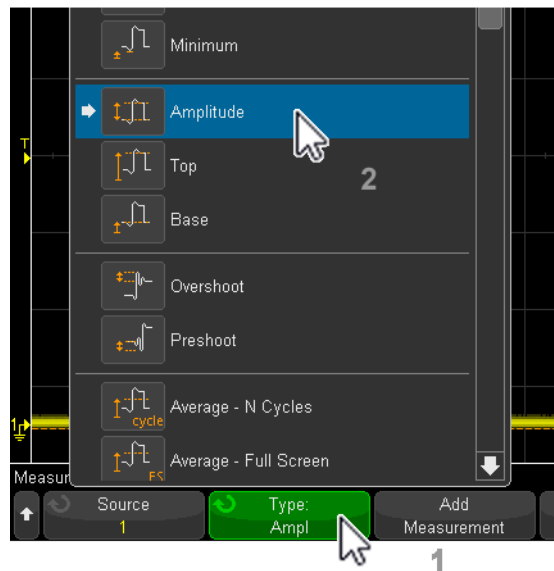 Minimum
Amplitude
T
2
Top
Base
Overshoot
Preshoot
cycle
Average - N Cycles
FS
Average - Full Screen
1
Measur
Source
1
Type:
Ampl
Add
Measurement
1